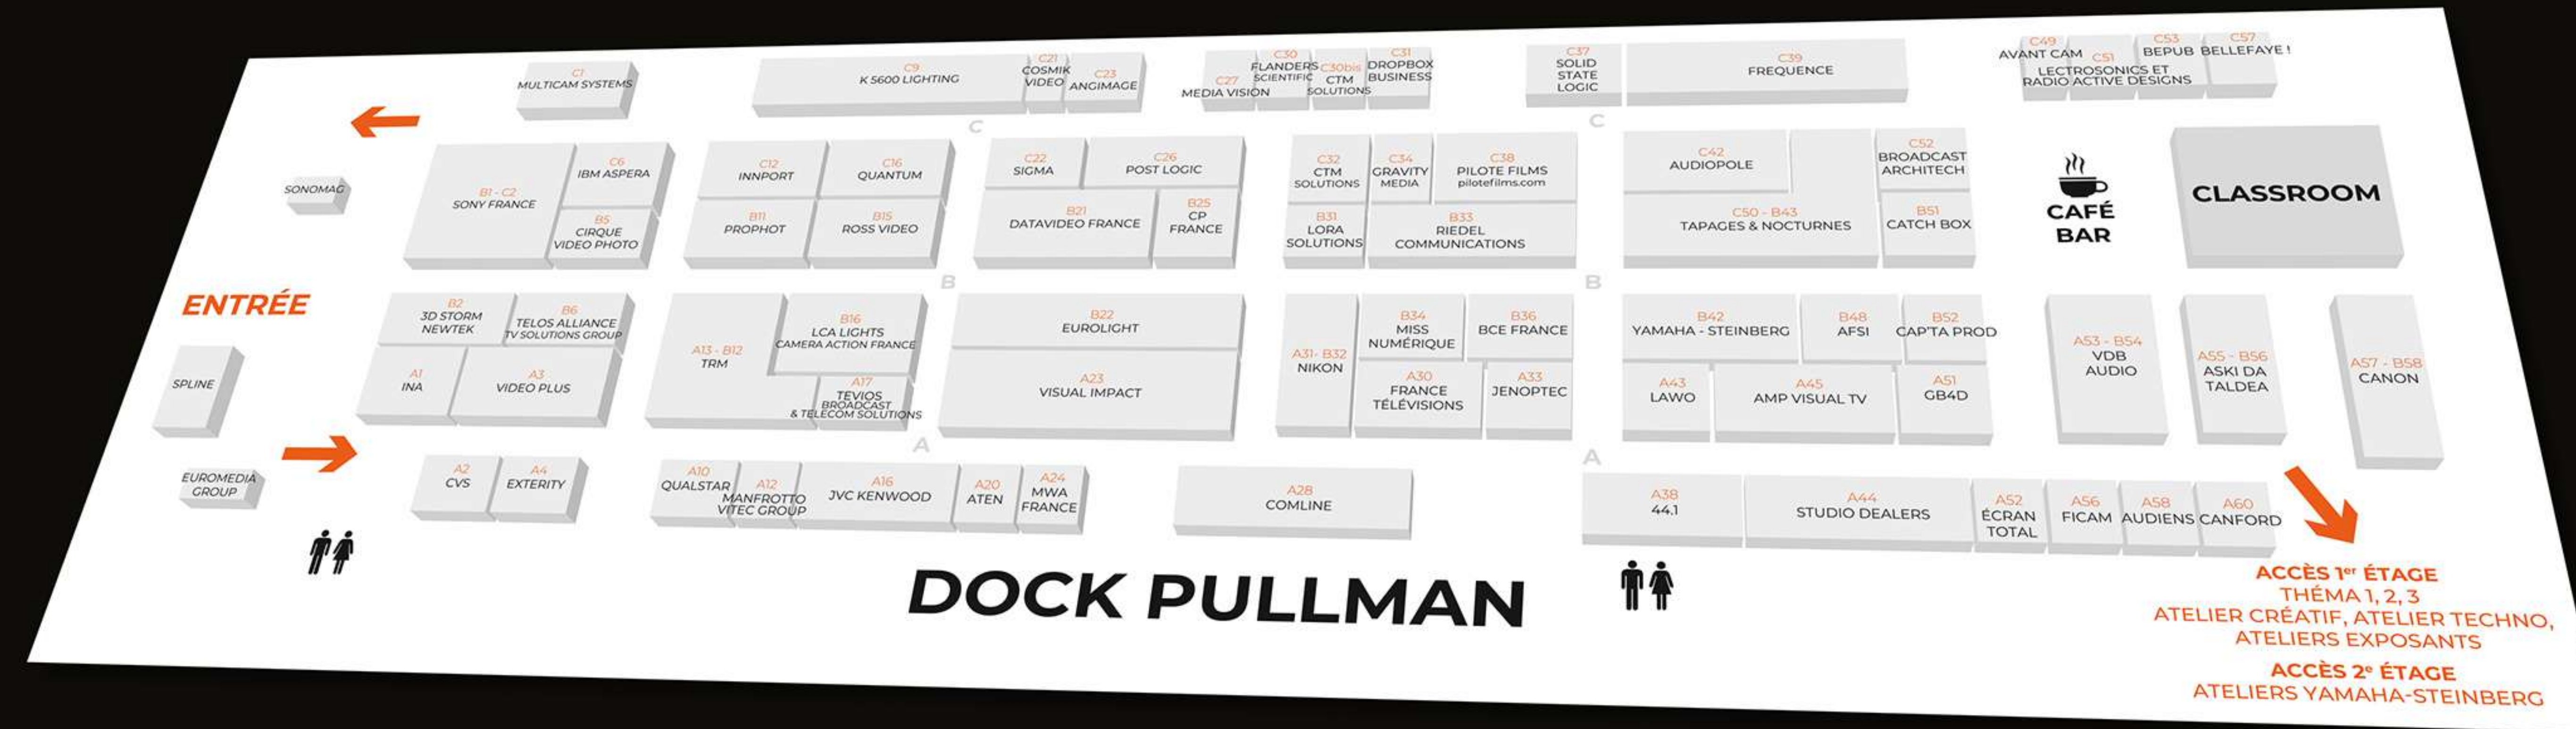 C1
MULTICAM SYSTEMS
C9
K 5600 LIGHTING
C21
COSMIK
VIDEO
C23
ANGIMAGE
C27
MEDIA VISION
C30
FLANDERS
SCIENTIFIC
C30bis
CTM
SOLUTIONS
C31
DROPBOX
BUSINESS
C37
SOLID
STATE
LOGIC
C39
FREQUENCE
C49
AVANT CAM
C51
LECTROSONICS ET
RADIO ACTIVE DESIGNS
C53
BEPUB
C57
BELLEFAYE !
C
C
SONOMAG
B1 - C2
SONY FRANCE
C6
IBM ASPERA
B5
CIRQUE
VIDEO PHOTO
C12
INNPORT
C16
QUANTUM
B11
PROPHOT
B15
ROSS VIDEO
C22
SIGMA
C26
POST LOGIC
B21
DATAVIDEO FRANCE
B25
CP
FRANCE
C32
CTM
SOLUTIONS
C34
GRAVITY
MEDIA
C38
PILOTE FILMS
pilotefilms.com
B31
LORA
SOLUTIONS
B33
RIEDEL
COMMUNICATIONS
C42
AUDIOPOLE
C52
BROADCAST
ARCHITECH
C50 - B43
TAPAGES & NOCTURNES
B51
CATCH BOX
CAFÉ
BAR
CLASSROOM
B
B
ENTRÉE
B2
3D STORM
NEWTEK
B6
TELOS ALLIANCE
TV SOLUTIONS GROUP
A1
INA
A3
VIDEO PLUS
A13 - B12
TRM
B16
LCA LIGHTS
CAMERA ACTION FRANCE
A17
TEVIOS
BROADCAST
& TELECOM SOLUTIONS
B22
EUROLIGHT
A23
VISUAL IMPACT
A31- B32
NIKON
B34
MISS
NUMÉRIQUE
B36
BCE FRANCE
A30
FRANCE
TÉLÉVISIONS
A33
JENOPTEC
B42
YAMAHA - STEINBERG
B48
AFSI
B52
CAP'TA PROD
A43
LAWO
A45
AMP VISUAL TV
A51
GB4D
A53 - B54
VDB
AUDIO
A55 - B56
ASKI DA
TALDEA
A57 - B58
CANON
SPLINE
A
A
EUROMEDIA
GROUP
A2
CVS
A4
EXTERITY
A10
QUALSTAR
A12
MANFROTTO
VITEC GROUP
A16
JVC KENWOOD
A20
ATEN
A24
MWA
FRANCE
A28
COMLINE
A38
44.1
A44
STUDIO DEALERS
A52
ÉCRAN
TOTAL
A56
FICAM
A58
AUDIENS
A60
CANFORD
DOCK PULLMAN
ACCÈS 1er ÉTAGE
THÉMA 1, 2, 3
ATELIER CRÉATIF, ATELIER TECHNO,
ATELIERS EXPOSANTS
ACCÈS 2e ÉTAGE
ATELIERS YAMAHA-STEINBERG